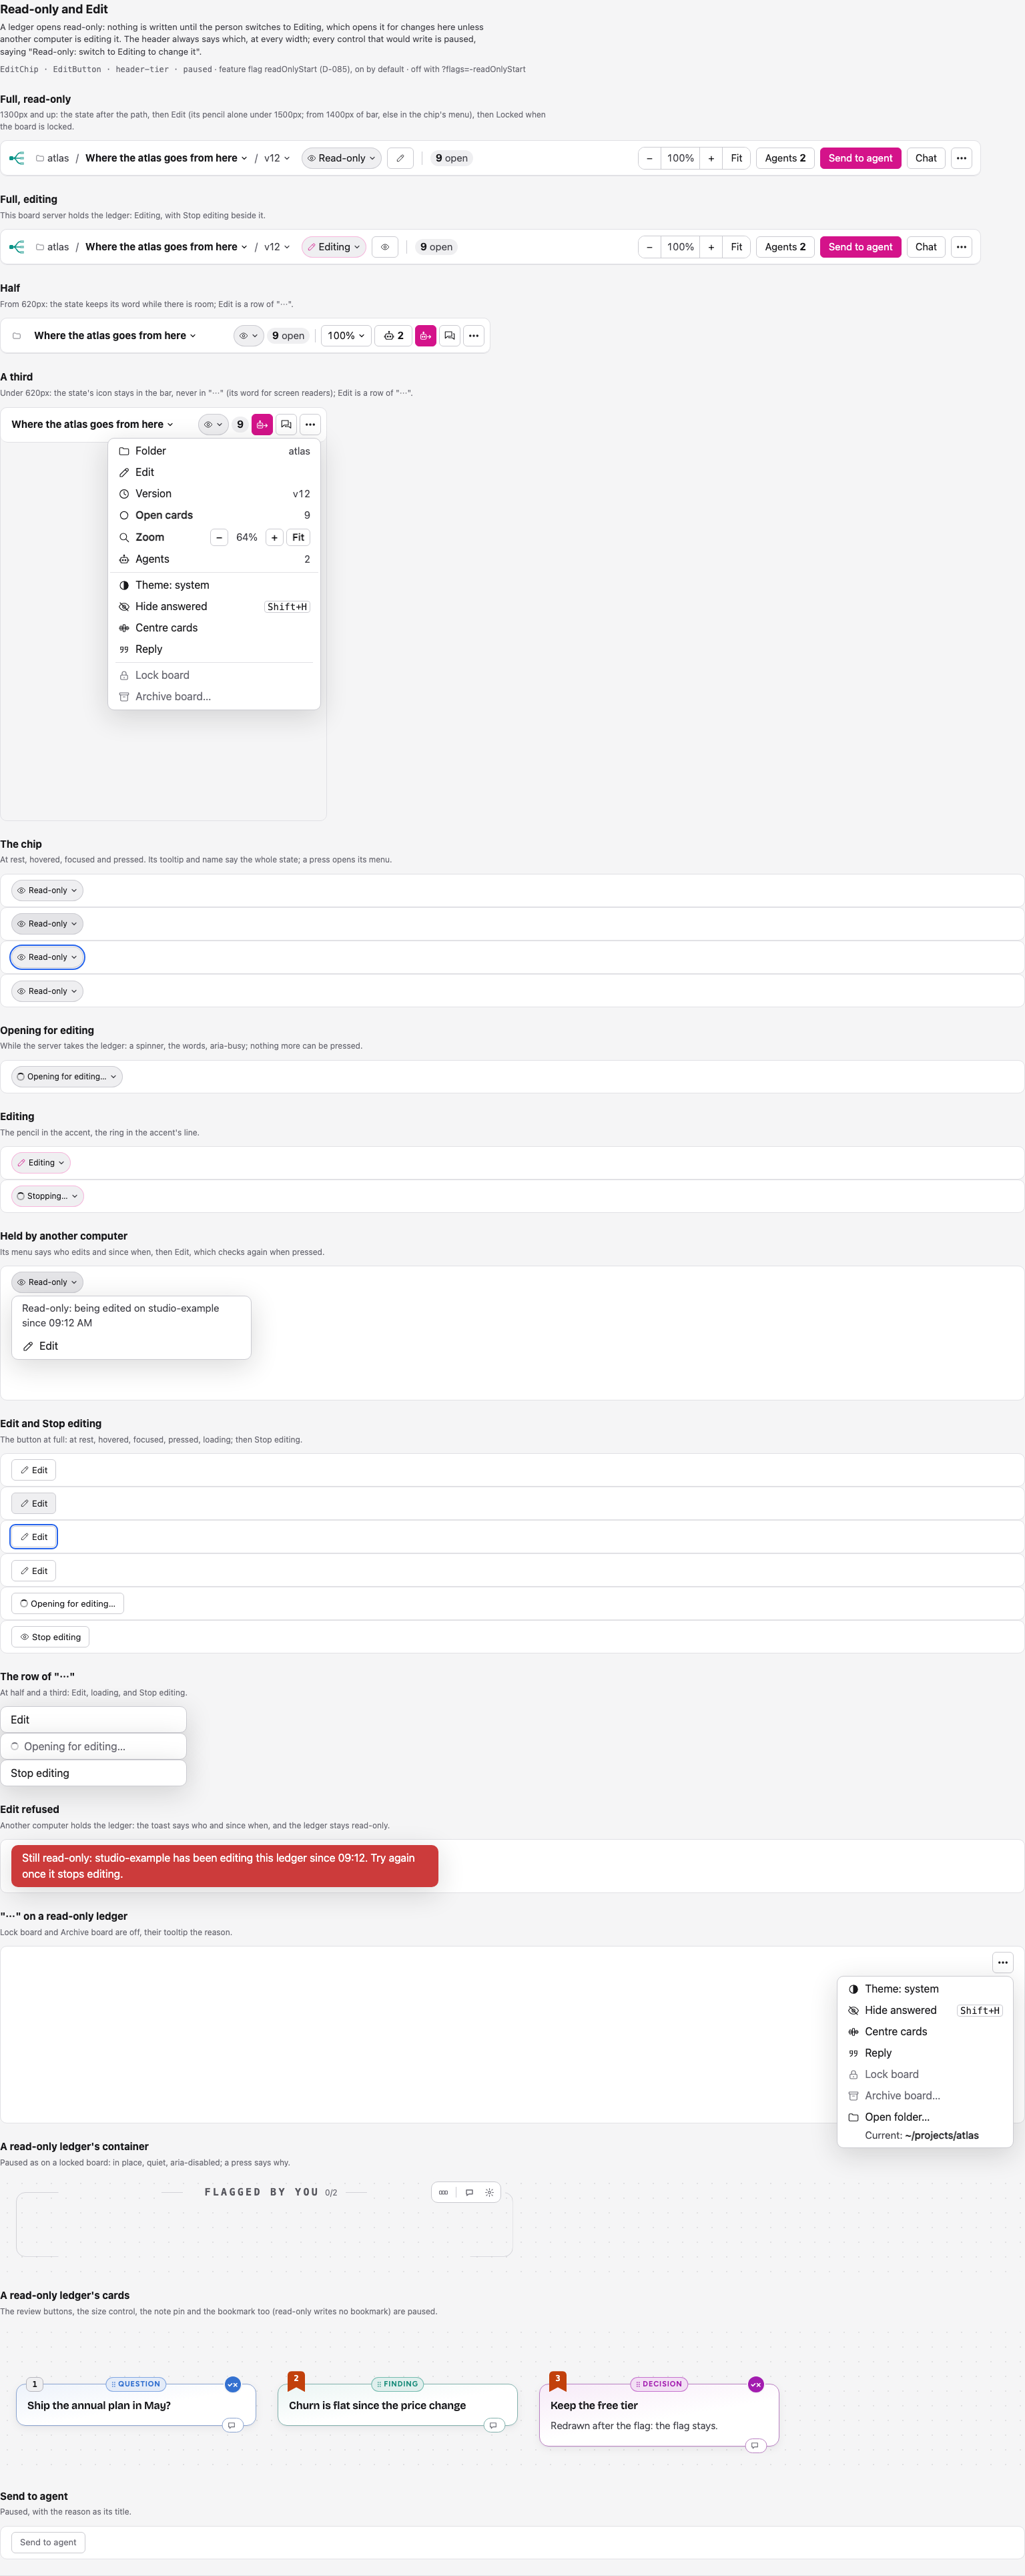 Read-only and Edit
A ledger opens read-only: nothing is written until the person switches to Editing, which opens it for changes here unless
another computer is editing it. The header always says which, at every width; every control that would write is paused,
saying "Read-only: switch to Editing to change it".
EditChip · EditButton · header-tier · paused · feature flag readOnlyStart (D-085), on by default · off with ?flags=-readOnlyStart
Full, read-only
1300px and up: the state after the path, then Edit (its pencil alone under 1500px; from 1400px of bar, else in the chip's menu), then Locked when
the board is locked.
atlas / Where the atlas goes from here / v12 Read-only 9 open − 100% + Fit Agents 2 Send to agent Chat ···
Full, editing
This board server holds the ledger: Editing, with Stop editing beside it.
atlas / Where the atlas goes from here / v12 Editing 9 open − 100% + Fit Agents 2 Send to agent Chat ···
Half
From 620px: the state keeps its word while there is room; Edit is a row of "···".
Where the atlas goes from here 9 open 100% 2 ···
A third
Under 620px: the state's icon stays in the bar, never in "···" (its word for screen readers); Edit is a row of "···".
Where the atlas goes from here 9 ···
Folder atlas
Edit
Version v12
Open cards 9
Zoom − 64% + Fit
Agents 2
Theme: system
Hide answered Shift+H
Centre cards
Reply
Lock board
Archive board...
The chip
At rest, hovered, focused and pressed. Its tooltip and name say the whole state; a press opens its menu.
Read-only
Read-only
Read-only
Read-only
Opening for editing
While the server takes the ledger: a spinner, the words, aria-busy; nothing more can be pressed.
Opening for editing...
Editing
The pencil in the accent, the ring in the accent's line.
Editing
Stopping...
Held by another computer
Its menu says who edits and since when, then Edit, which checks again when pressed.
Read-only
Read-only: being edited on studio-example
since 09:12 AM
Edit
Edit and Stop editing
The button at full: at rest, hovered, focused, pressed, loading; then Stop editing.
Edit
Edit
Edit
Edit
Opening for editing...
Stop editing
The row of "···"
At half and a third: Edit, loading, and Stop editing.
Edit
Opening for editing...
Stop editing
Edit refused
Another computer holds the ledger: the toast says who and since when, and the ledger stays read-only.
Still read-only: studio-example has been editing this ledger since 09:12. Try again
once it stops editing.
"···" on a read-only ledger
Lock board and Archive board are off, their tooltip the reason.
···
Theme: system
Hide answered Shift+H
Centre cards
Reply
Lock board
Archive board...
Open folder...
Current: ~/projects/atlas
A read-only ledger's container
Paused as on a locked board: in place, quiet, aria-disabled; a press says why.
FLAGGED BY YOU 0/2
A read-only ledger's cards
The review buttons, the size control, the note pin and the bookmark too (read-only writes no bookmark) are paused.
1 QUESTION
Ship the annual plan in May?
2 FINDING
Churn is flat since the price change
3 DECISION
Keep the free tier
Redrawn after the flag: the flag stays.
Send to agent
Paused, with the reason as its title.
Send to agent